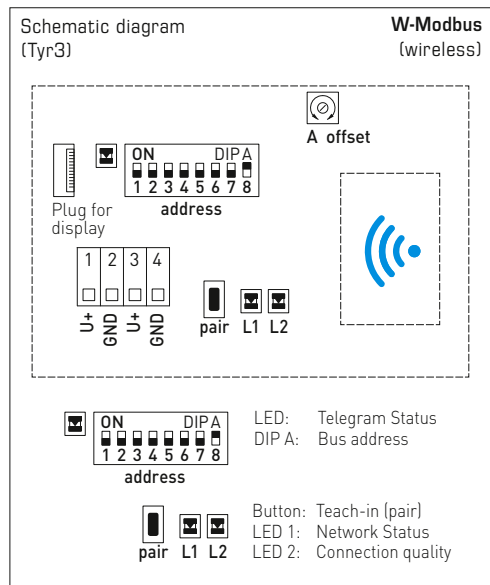 Schematic diagram
(Tyr3)
W-Modbus
(wireless)
A offset
ON DIP A
1 2 3 4 5 6 7 8
address
Plug for
display
1 2 3 4
U+ GND U+ GND
pair L1 L2
ON DIP A
1 2 3 4 5 6 7 8
address
LED: Telegram Status
DIP A: Bus address
pair L1 L2
Button: Teach-in (pair)
LED 1: Network Status
LED 2: Connection quality